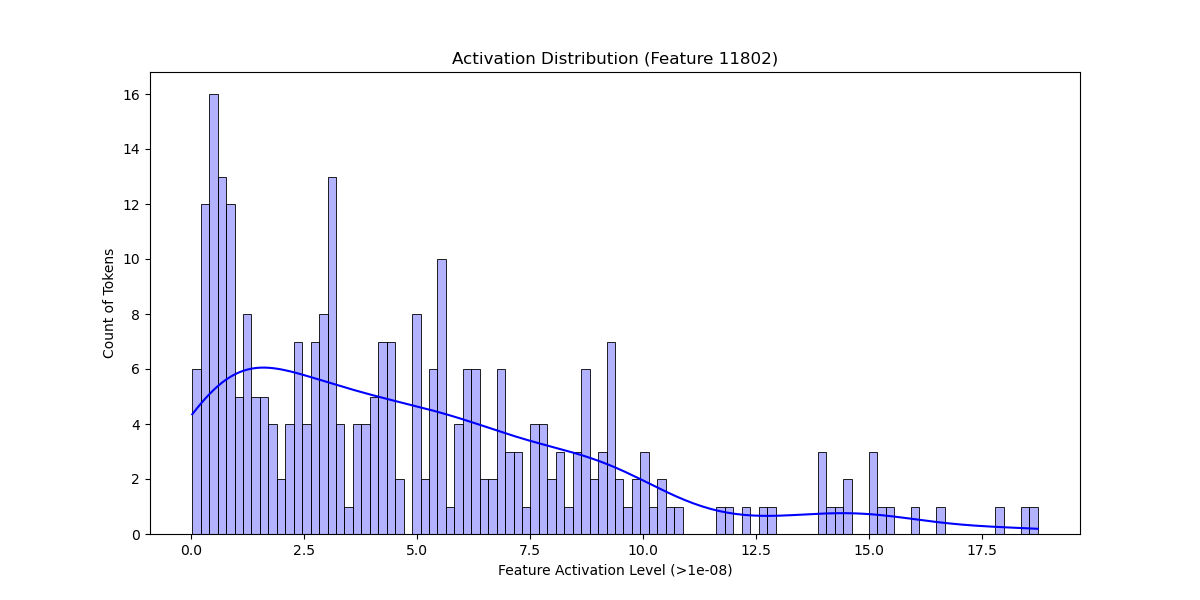 Activation Distribution (Feature 11802)
16
14
12
10
8
6
4
2
0
Count of Tokens
0.0 2.5 5.0 7.5 10.0 12.5 15.0 17.5
Feature Activation Level (>1e-08)